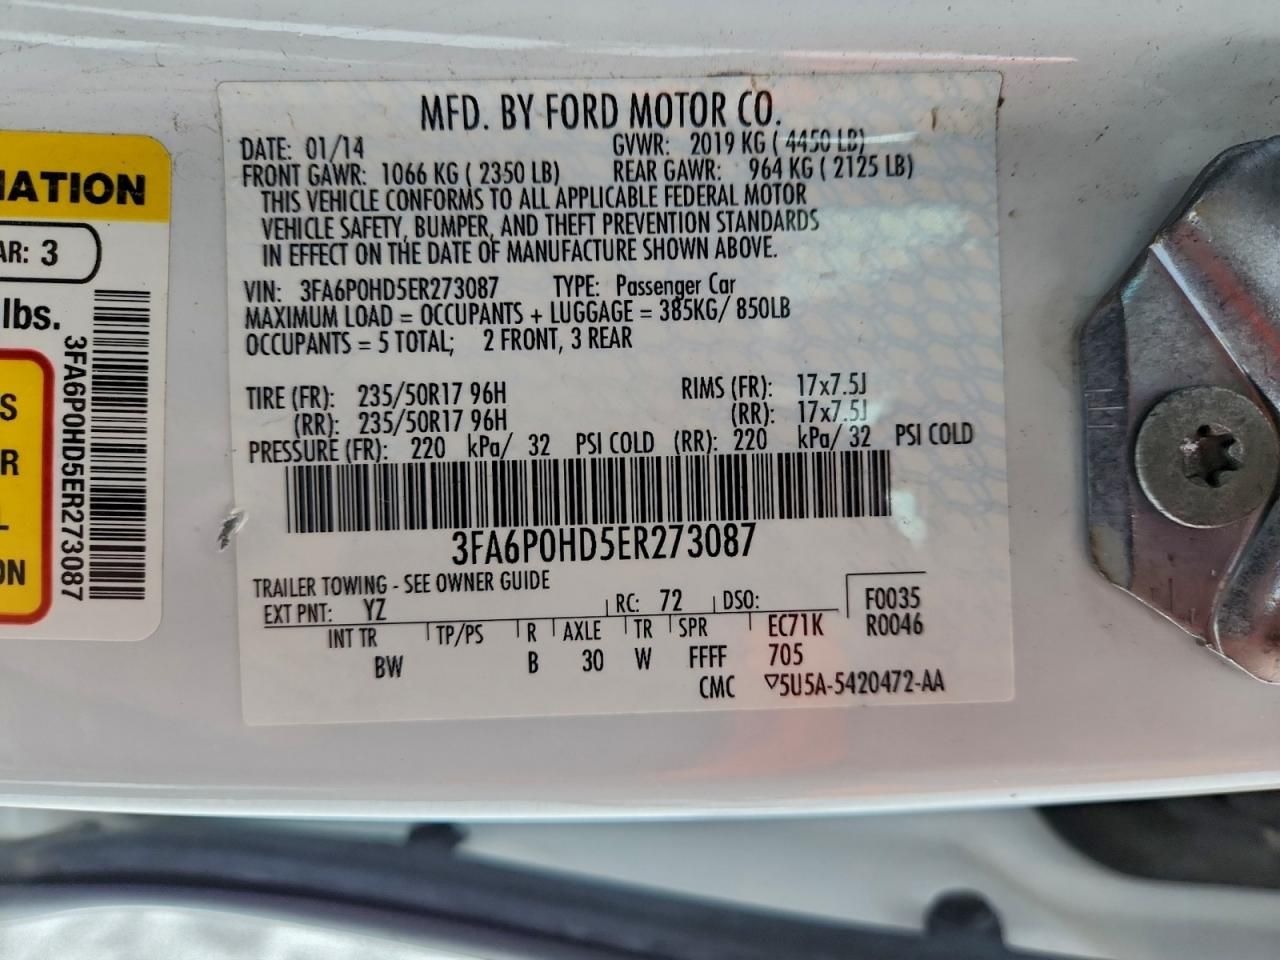 MFD. BY FORD MOTOR CO.
DATE: 01/14 GVWR: 2019 KG ( 4450 LB)
FRONT GAWR: 1066 KG ( 2350 LB) REAR GAWR: 964 KG ( 2125 LB)
THIS VEHICLE CONFORMS TO ALL APPLICABLE FEDERAL MOTOR
VEHICLE SAFETY, BUMPER, AND THEFT PREVENTION STANDARDS
IN EFFECT ON THE DATE OF MANUFACTURE SHOWN ABOVE.
VIN: 3FA6P0HD5ER273087 TYPE: Passenger Car
MAXIMUM LOAD = OCCUPANTS + LUGGAGE = 385KG/ 850LB
OCCUPANTS = 5 TOTAL; 2 FRONT, 3 REAR
TIRE (FR): 235/50R17 96H RIMS (FR): 17x7.5J
(RR): 235/50R17 96H (RR): 17x7.5J
PRESSURE (FR): 220 kPa/ 32 PSI COLD (RR): 220 kPa/ 32 PSI COLD
3FA6P0HD5ER273087
TRAILER TOWING - SEE OWNER GUIDE
EXT PNT: YZ RC: 72 DSO: F0035
INT TR TP/PS R AXLE TR SPR EC71K R0046
BW B 30 W FFFF 705
CMC ▽5U5A-5420472-AA
MATION
AR: 3
lbs.
3FA6P0HD5ER273087
S
R
L
ON